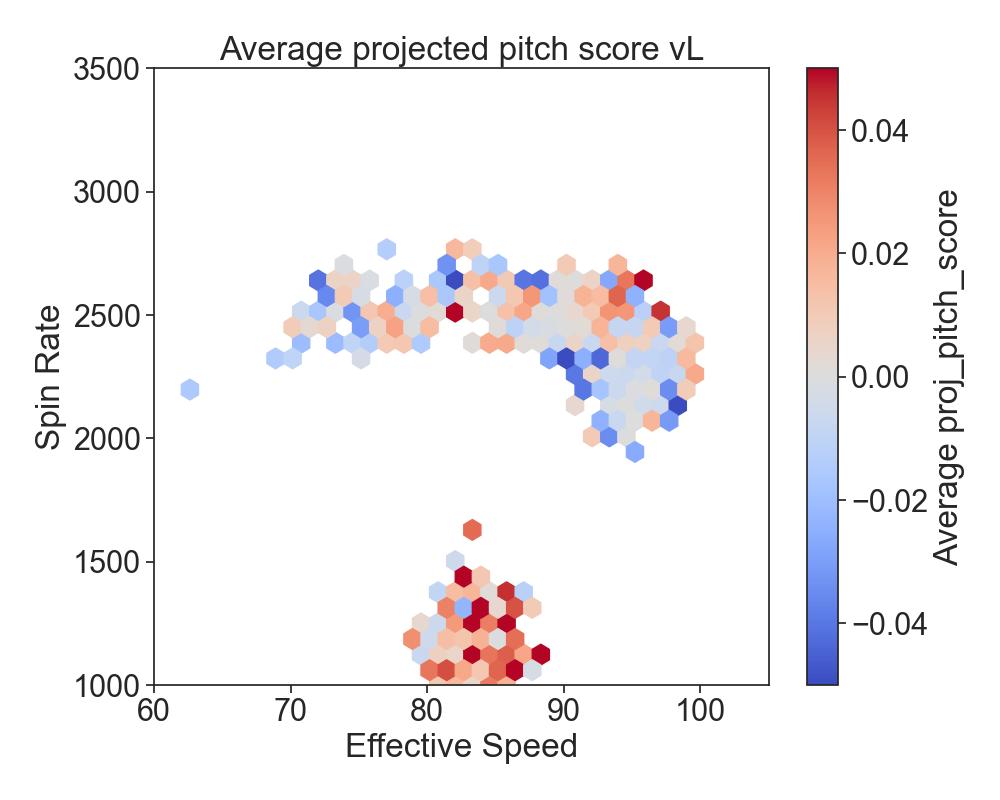 Average projected pitch score vL
3500
3000
2500
2000
1500
1000
Spin Rate
60 70 80 90 100
Effective Speed
0.04
0.02
0.00
−0.02
−0.04
Average proj_pitch_score